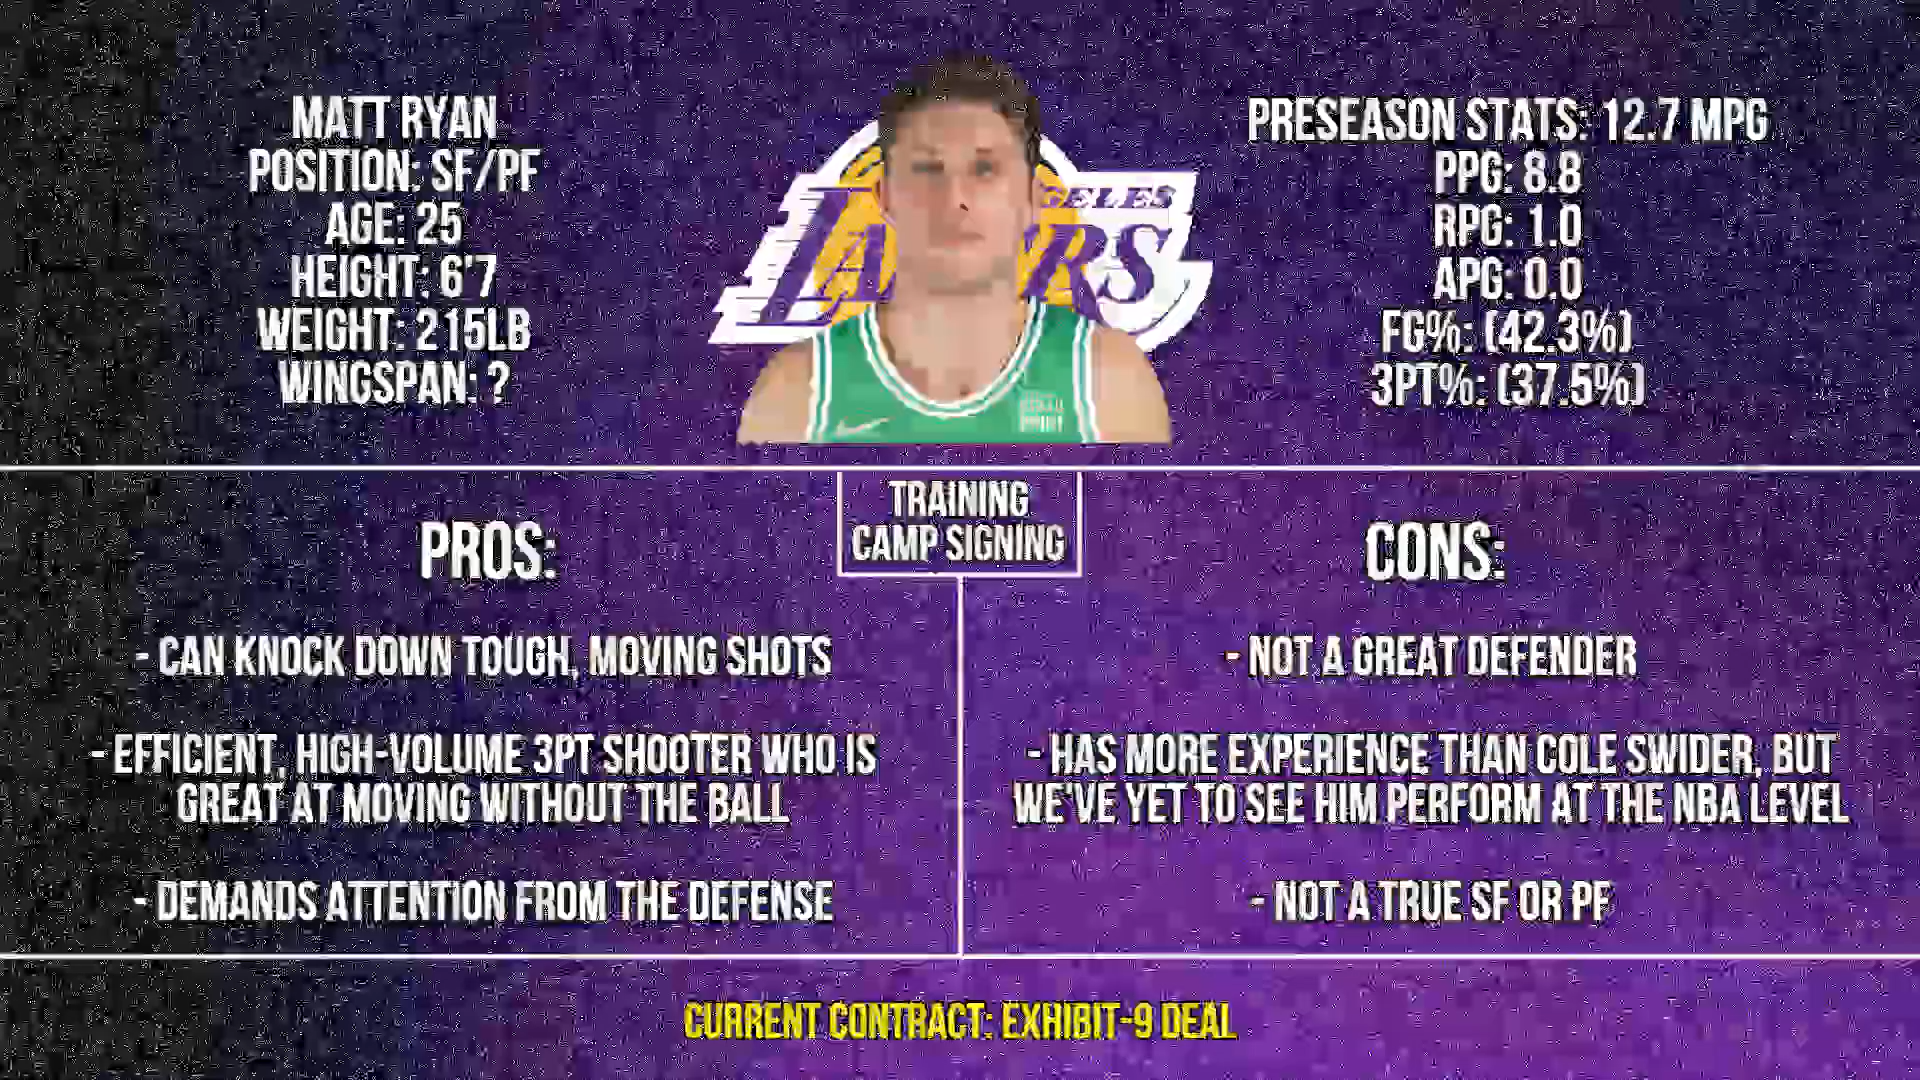 MATT RYAN
POSITION: SF/PF
AGE: 25
HEIGHT: 6'7
WEIGHT: 215LB
WINGSPAN: ?
PRESEASON STATS: 12.7 MPG
PPG: 8.8
RPG: 1.0
APG: 0.0
FG%: (42.3%)
3PT%: (37.5%)
TRAINING
CAMP SIGNING
PROS:
- CAN KNOCK DOWN TOUGH, MOVING SHOTS
- EFFICIENT, HIGH-VOLUME 3PT SHOOTER WHO IS
GREAT AT MOVING WITHOUT THE BALL
- DEMANDS ATTENTION FROM THE DEFENSE
CONS:
- NOT A GREAT DEFENDER
- HAS MORE EXPERIENCE THAN COLE SWIDER, BUT
WE'VE YET TO SEE HIM PERFORM AT THE NBA LEVEL
- NOT A TRUE SF OR PF
CURRENT CONTRACT: EXHIBIT-9 DEAL